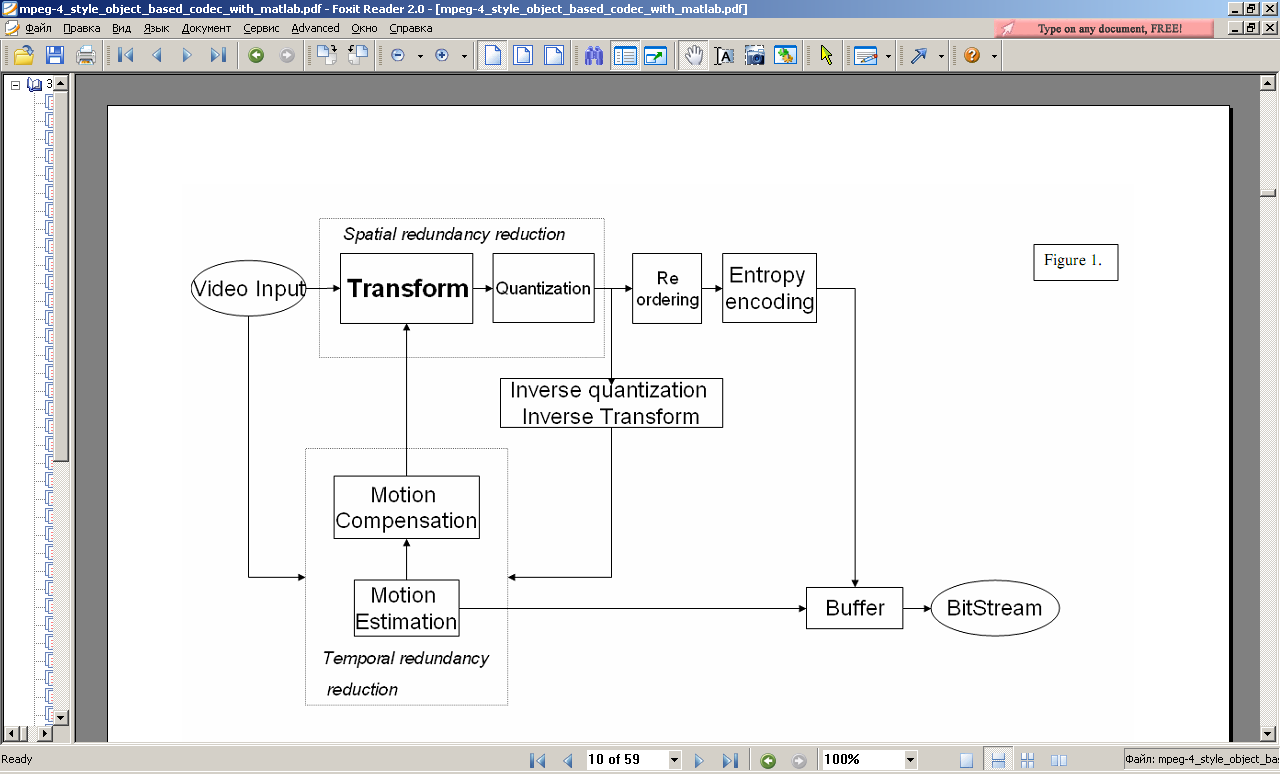 mpeg-4_style_object_based_codec_with_matlab.pdf - Foxit Reader 2.0 - [mpeg-4_style_object_based_codec_with_matlab.pdf]
Файл Правка Вид Язык Документ Сервис Advanced Окно Справка
Type on any document, FREE!
3
Spatial redundancy reduction
Figure 1.
Video Input
Transform
Quantization
Re
ordering
Entropy
encoding
Inverse quantization
Inverse Transform
Motion
Compensation
Motion
Estimation
Buffer
BitStream
Temporal redundancy
reduction
Ready
10 of 59
100%
Файл: mpeg-4_style_object_ba